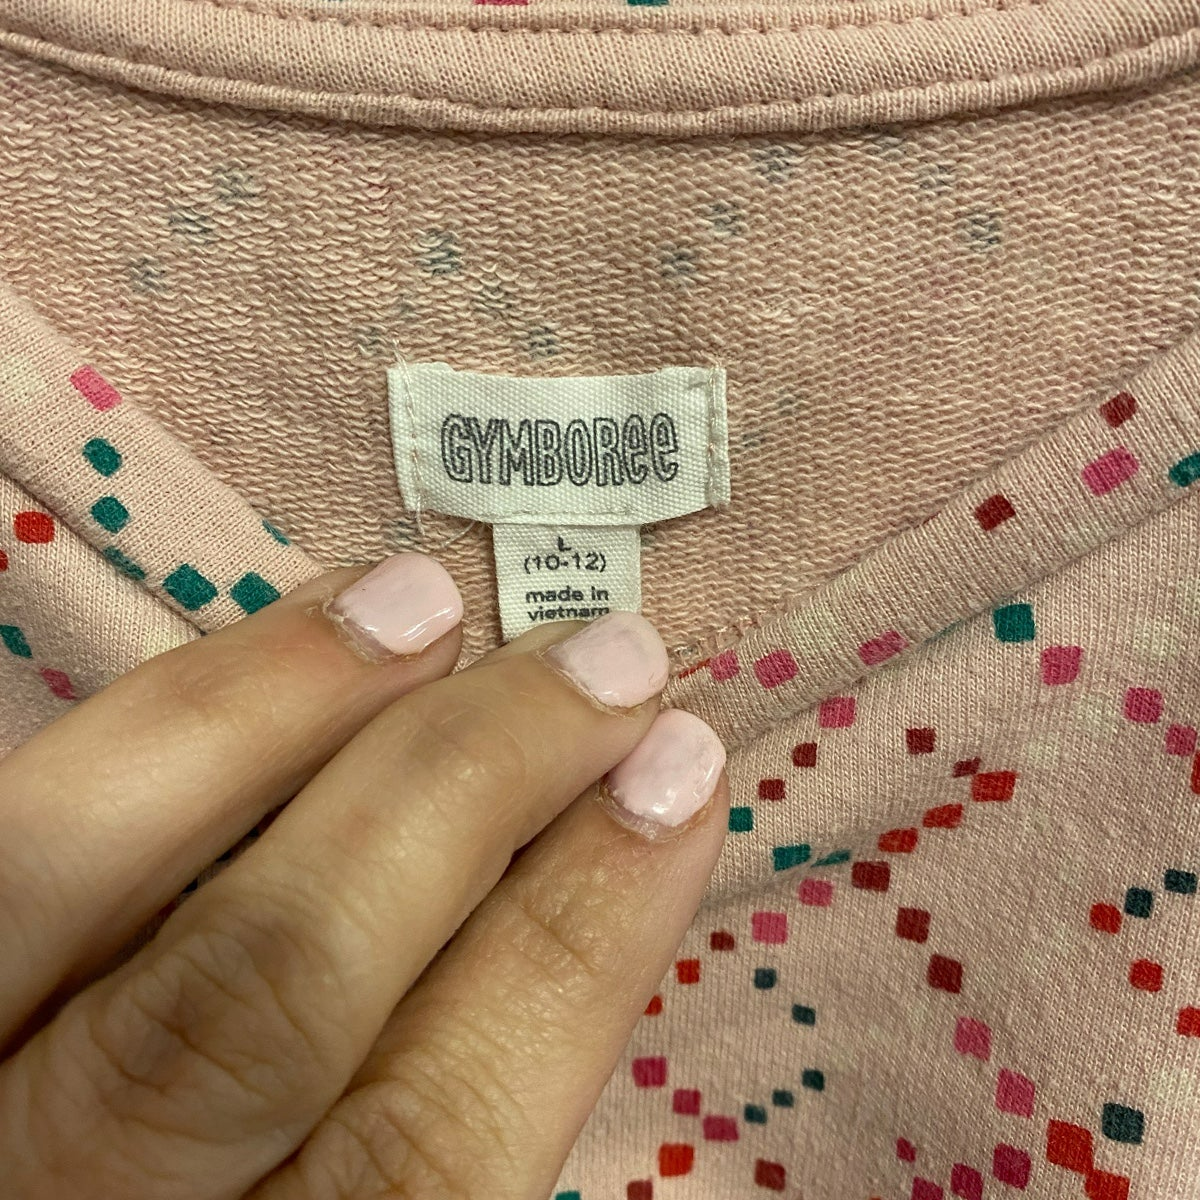 GYMBOREE
L
(10-12)
made in
vietnam